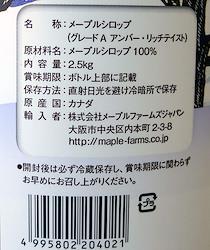 名　　称：メープルシロップ
（グレードA アンバー・リッチテイスト）
原材料名：メープルシロップ100%
内 容 量：2.5kg
賞味期限：ボトル上部に記載
保存方法：直射日光を避け冷暗所で保存
原 産 国：カナダ
輸 入 者：株式会社メープルファームズジャパン
大阪市中央区内本町2-3-8
http://maple-farms.co.jp
●開封後は必ず冷蔵保存し、賞味期限に関わらず
お早めにお召し上がりください。
プラ
4 995802 204021